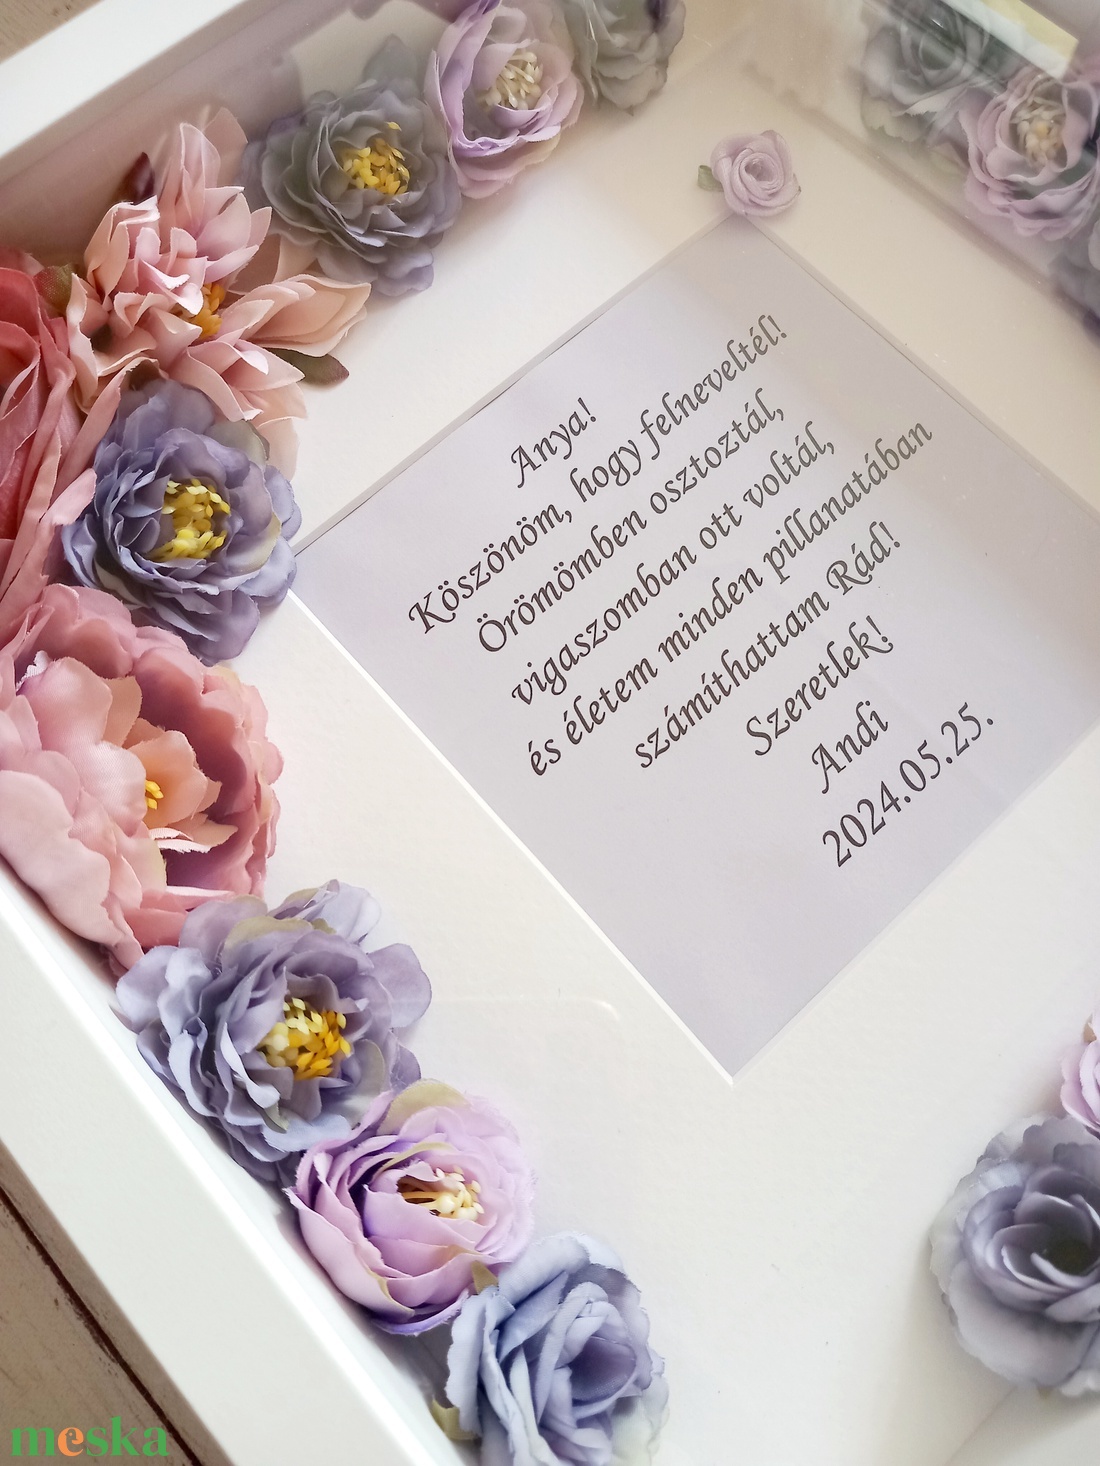 Anya!
Köszönöm, hogy felneveltél!
Örömömben osztoztál,
vigaszomban ott voltál,
és életem minden pillanatában
számíthattam Rád!
Szeretlek!
Andi
2024.05.25.
meska